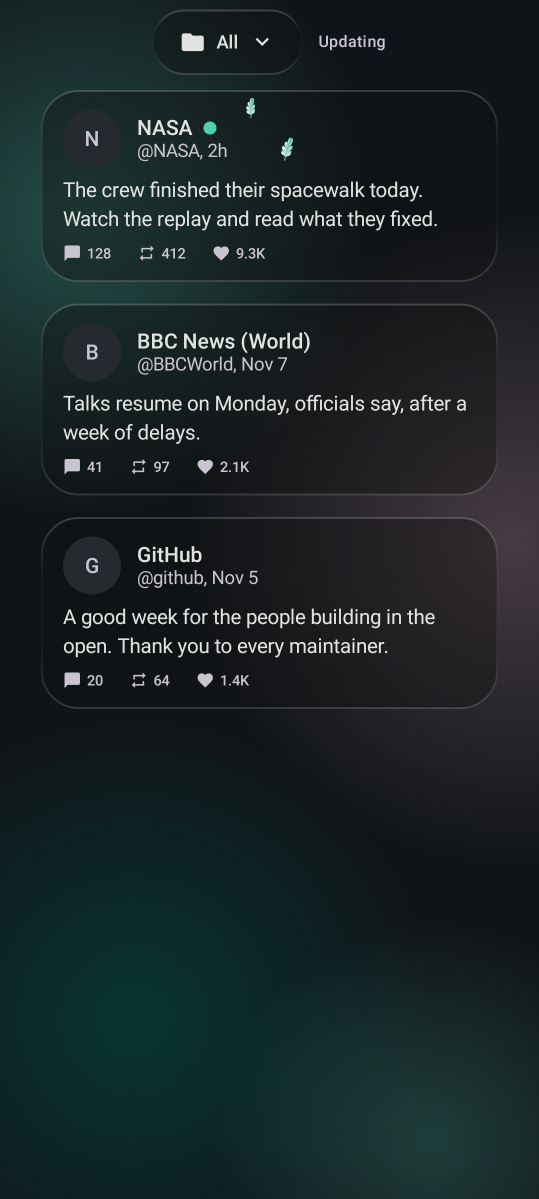 All
Updating
N
NASA
@NASA, 2h
The crew finished their spacewalk today.
Watch the replay and read what they fixed.
128 412 9.3K
B
BBC News (World)
@BBCWorld, Nov 7
Talks resume on Monday, officials say, after a
week of delays.
41 97 2.1K
G
GitHub
@github, Nov 5
A good week for the people building in the
open. Thank you to every maintainer.
20 64 1.4K